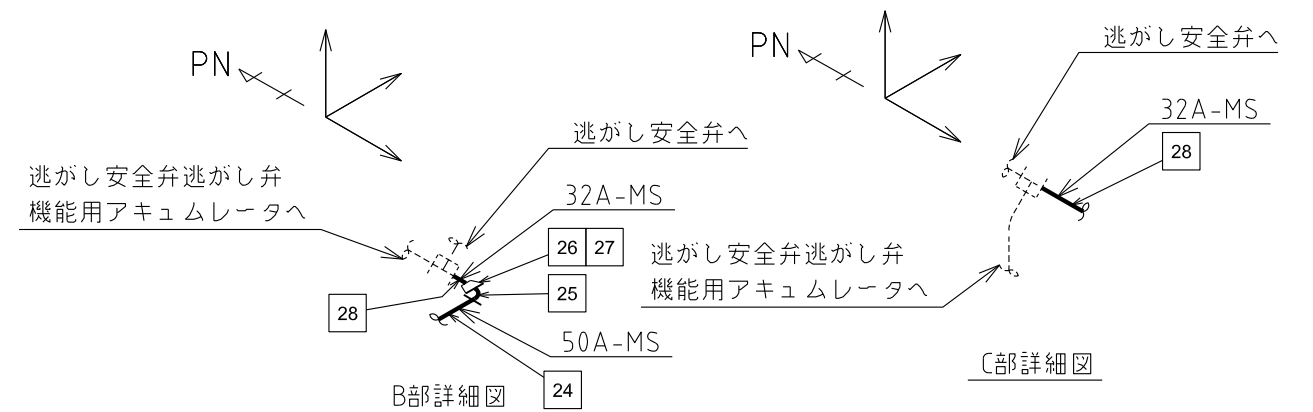 PN
逃がし安全弁へ
逃がし安全弁逃がし弁
機能用アキュムレータへ
32A-MS
26 27
25
28
50A-MS
24
B部詳細図
PN
逃がし安全弁へ
32A-MS
28
逃がし安全弁逃がし弁
機能用アキュムレータへ
C部詳細図